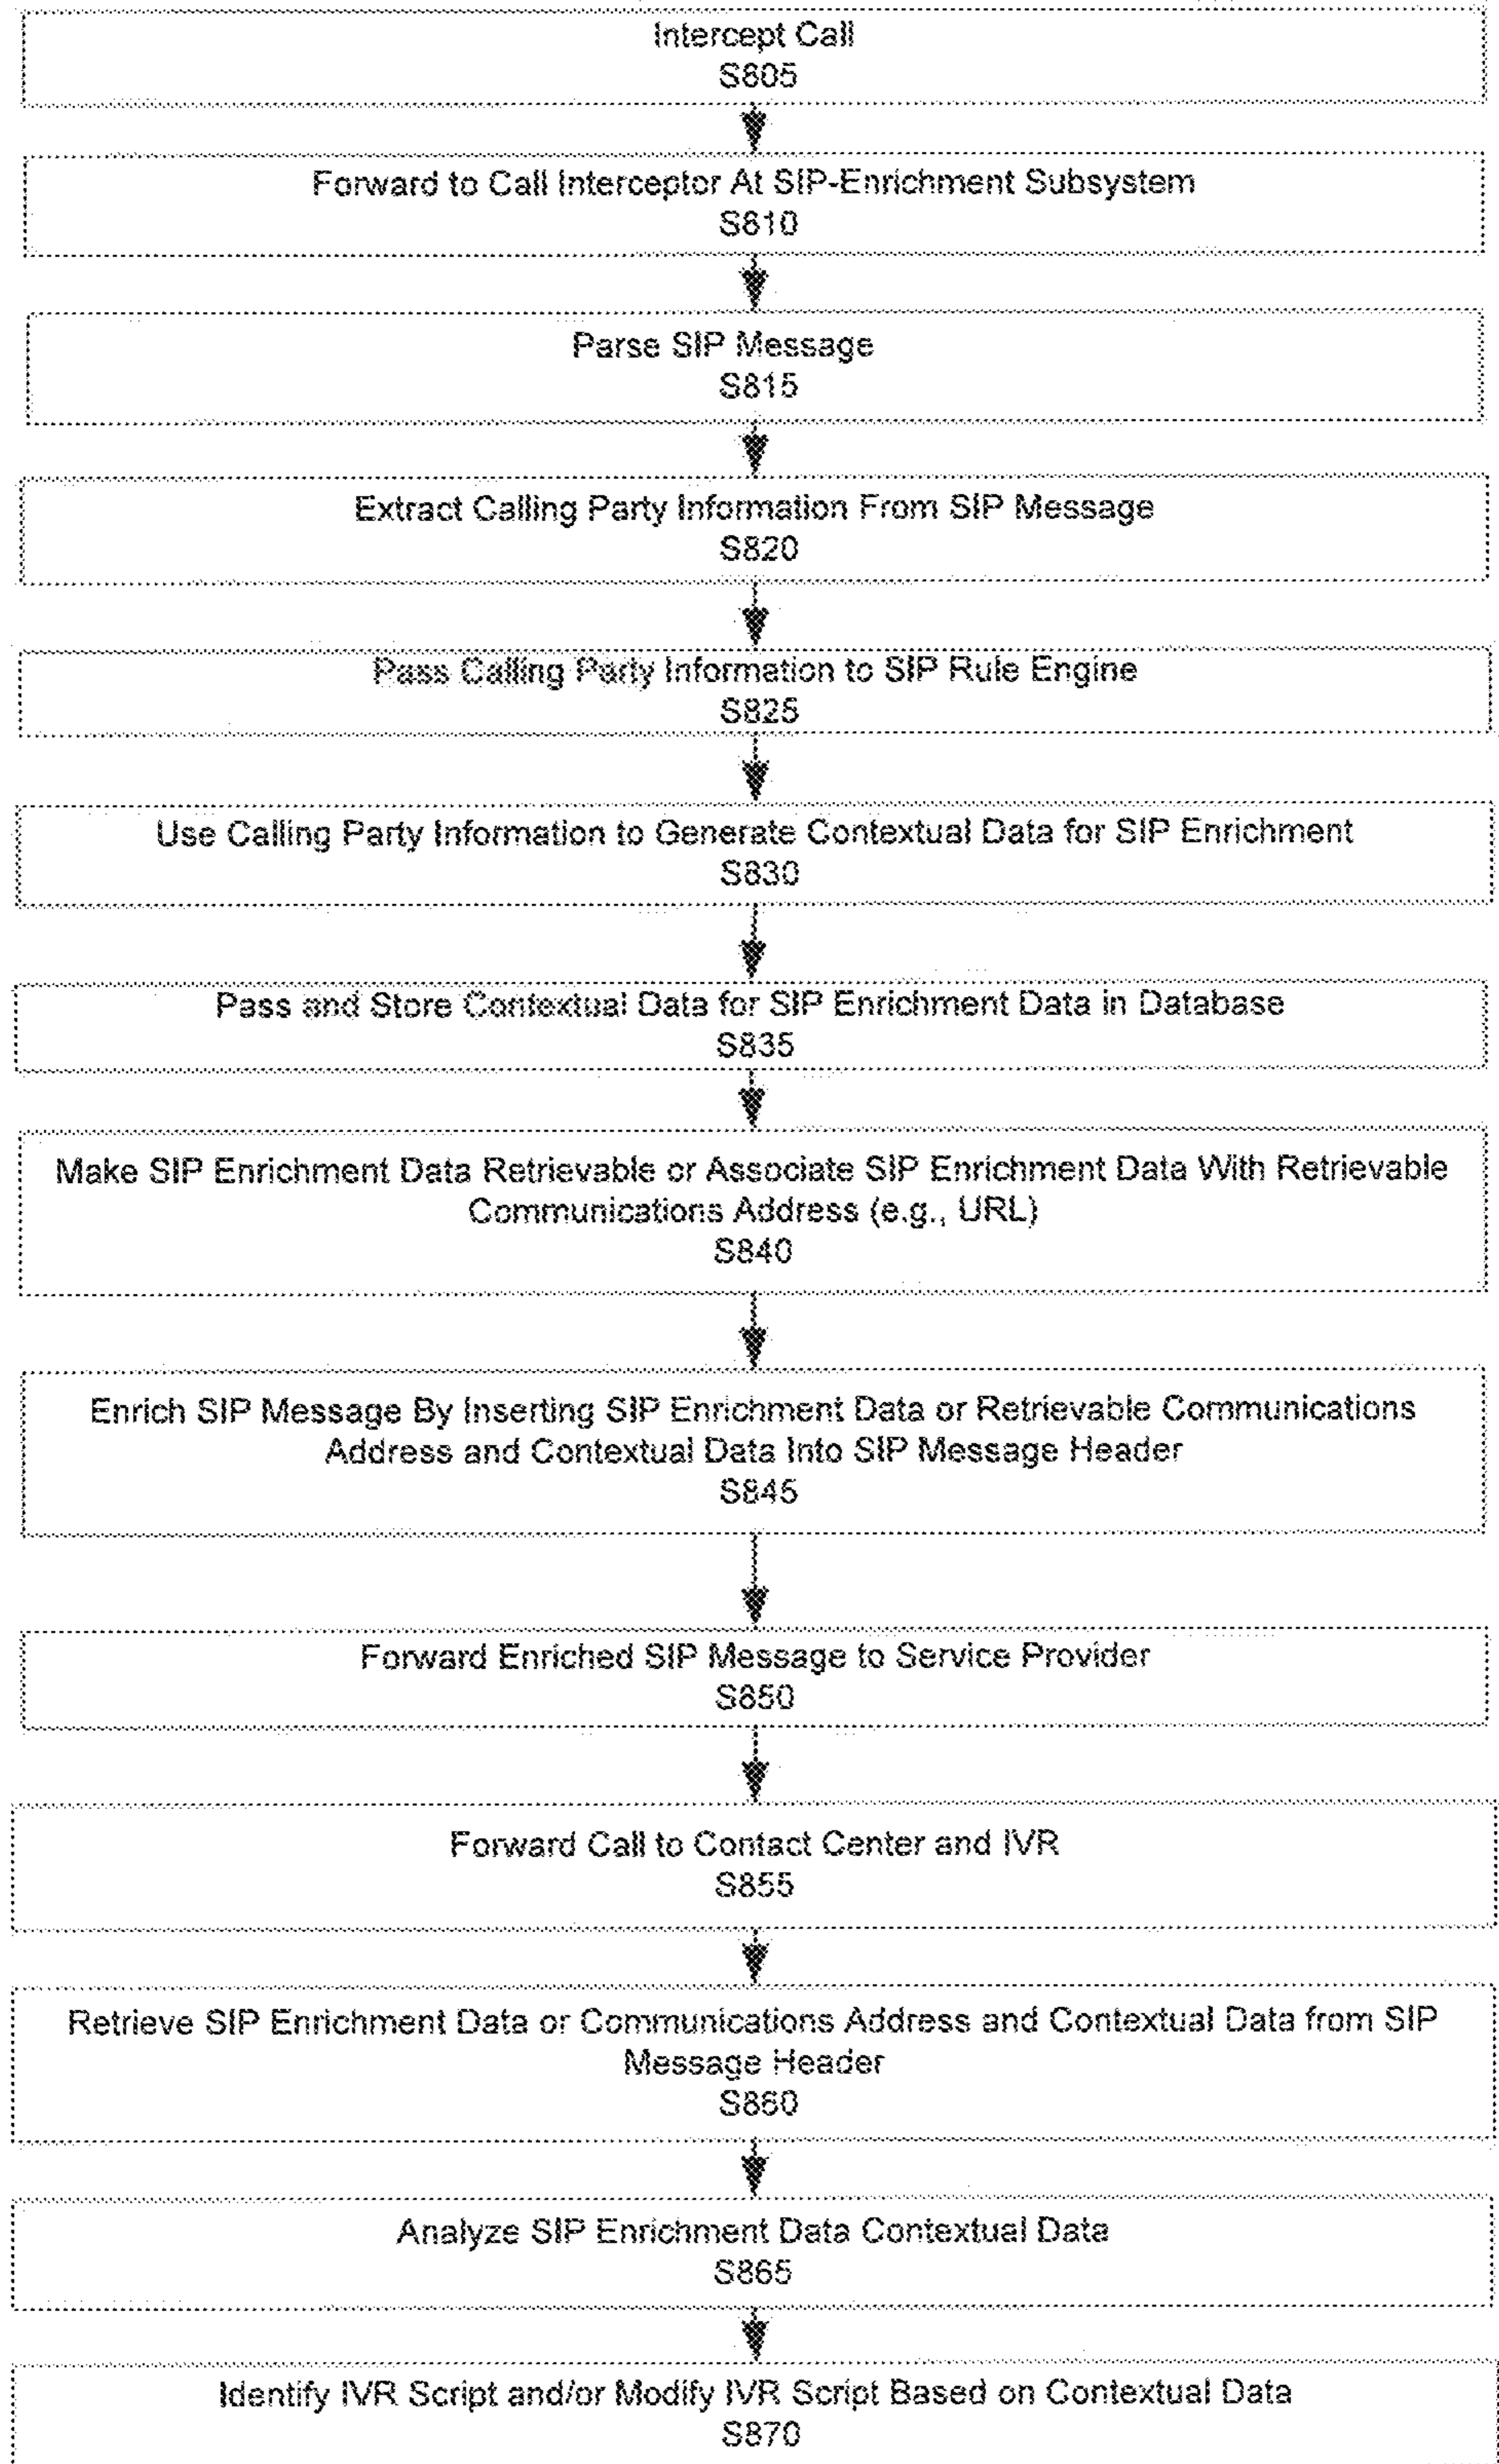 Intercept Call
S805
Forward to Call Interceptor At SIP-Enrichment Subsystem
S810
Parse SIP Message
S815
Extract Calling Party Information From SIP Message
S820
Pass Calling Party Information to SIP Rule Engine
S825
Use Calling Party Information to Generate Contextual Data for SIP Enrichment
S830
Pass and Store Contextual Data for SIP Enrichment Data in Database
S835
Make SIP Enrichment Data Retrievable or Associate SIP Enrichment Data With Retrievable
Communications Address (e.g., URL)
S840
Enrich SIP Message By Inserting SIP Enrichment Data or Retrievable Communications
Address and Contextual Data Into SIP Message Header
S845
Forward Enriched SIP Message to Service Provider
S850
Forward Call to Contact Center and IVR
S855
Retrieve SIP Enrichment Data or Communications Address and Contextual Data from SIP
Message Header
S860
Analyze SIP Enrichment Data Contextual Data
S865
Identify IVR Script and/or Modify IVR Script Based on Contextual Data
S870